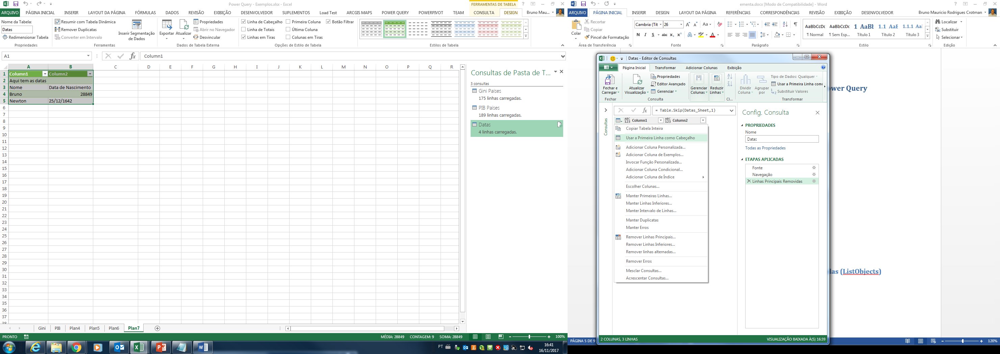 Power Query - Exemplos.xlsx - Excel
FERRAMENTAS DE TABELA
ARQUIVO PÁGINA INICIAL INSERIR LAYOUT DA PÁGINA FÓRMULAS DADOS REVISÃO EXIBIÇÃO DESENVOLVEDOR SUPLEMENTOS Load Test ARCGIS MAPS POWER QUERY POWERPIVOT TEAM CONSULTA DESIGN Bruno Mau...
Nome da Tabela:
Datas
Redimensionar Tabela
Propriedades
Resumir com Tabela Dinâmica
Remover Duplicatas
Converter em Intervalo
Ferramentas
Inserir Segmentação
de Dados
Exportar
Atualizar
Propriedades
Abrir no Navegador
Desvincular
Dados de Tabela Externa
Linha de Cabeçalho Primeira Coluna Botão Filtrar
Linha de Totais Última Coluna
Linhas em Tiras Colunas em Tiras
Opções de Estilo de Tabela
Estilos de Tabela
A1
fx
Column1
A B C D E F G H I J K L M N O P Q R
1 Column1 Column2
2 Aqui tem as datas
3 Nome Data de Nascimento
4 Bruno 28849
5 Newton 25/12/1642
6
7
8
9
10
11
12
13
14
15
16
17
18
19
20
21
22
23
24
25
26
27
28
29
30
31
32
33
34
35
36
37
38
Consultas de Pasta de T...
3 consultas
Gini Países
175 linhas carregadas.
PIB Países
189 linhas carregadas.
Datas
4 linhas carregadas.
Gini PIB Plan4 Plan5 Plan6 Plan7
PRONTO MÉDIA: 28849 CONTAGEM: 9 SOMA: 28849 100%
ementa.docx [Modo de Compatibilidade] - Word
ARQUIVO PÁGINA INICIAL INSERIR DESIGN LAYOUT DA PÁGINA REFERÊNCIAS CORRESPONDÊNCIAS REVISÃO EXIBIÇÃO DESENVOLVEDOR Bruno Mauricio Rodrigues Crotman
Colar
Recortar
Copiar
Pincel de Formatação
Área de Transferência
Cambria (Tít 26
N I S abc x₂ x²
Fonte
Parágrafo
AaBbCcDc AaBbCcDc 1 AaBb 1.1 AaB 1.1.1 Aa
¶ Normal ¶ Sem Esp... Título 1 Título 2 Título 3
Estilo
Localizar
Substituir
Selecionar
Edição
ower Query
las (ListObjects)
Datas - Editor de Consultas
Página Inicial Transformar Adicionar Colunas Exibição
Fechar e
Carregar
Fechar
Atualizar
Visualização
Propriedades
Editor Avançado
Gerenciar
Consulta
Gerenciar
Colunas
Reduzir
Linhas
Cl...
Dividir
Coluna
Agrupar
por
Tipo de Dados: Qualquer
Usar a Primeira Linha com
Substituir Valores
Transformar
Consultas
fx
= Table.Skip(Datas_Sheet,1)
ABC
123 Column1
ABC
123 Column2
Copiar Tabela Inteira
Usar a Primeira Linha como Cabeçalho
Adicionar Coluna Personalizada...
Adicionar Coluna de Exemplos...
Invocar Função Personalizada...
Adicionar Coluna Condicional...
Adicionar Coluna de Índice
Escolher Colunas...
Manter Primeiras Linhas...
Manter Linhas Inferiores...
Manter Intervalo de Linhas...
Manter Duplicatas
Manter Erros
Remover Linhas Principais...
Remover Linhas Inferiores...
Remover linhas alternadas...
Remover Erros
Mesclar Consultas...
Acrescentar Consultas...
Config. Consulta
PROPRIEDADES
Nome
Datas
Todas as Propriedades
ETAPAS APLICADAS
Fonte
Navegação
Linhas Principais Removidas
2 COLUNAS, 3 LINHAS
VISUALIZAÇÃO BAIXADA À(S) 16:39
PÁGINA 5 DE 9
120%
PT
16:41
16/11/2017